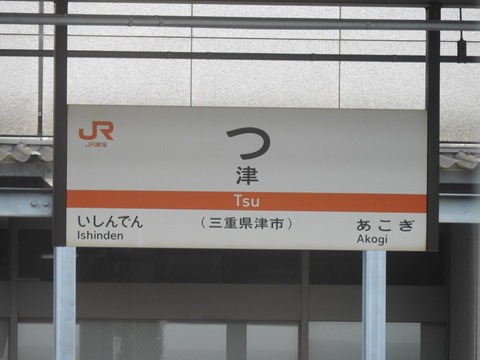 JR
JR東海
つ
津
Tsu
(三重県津市)
いしんでん
Ishinden
あこぎ
Akogi